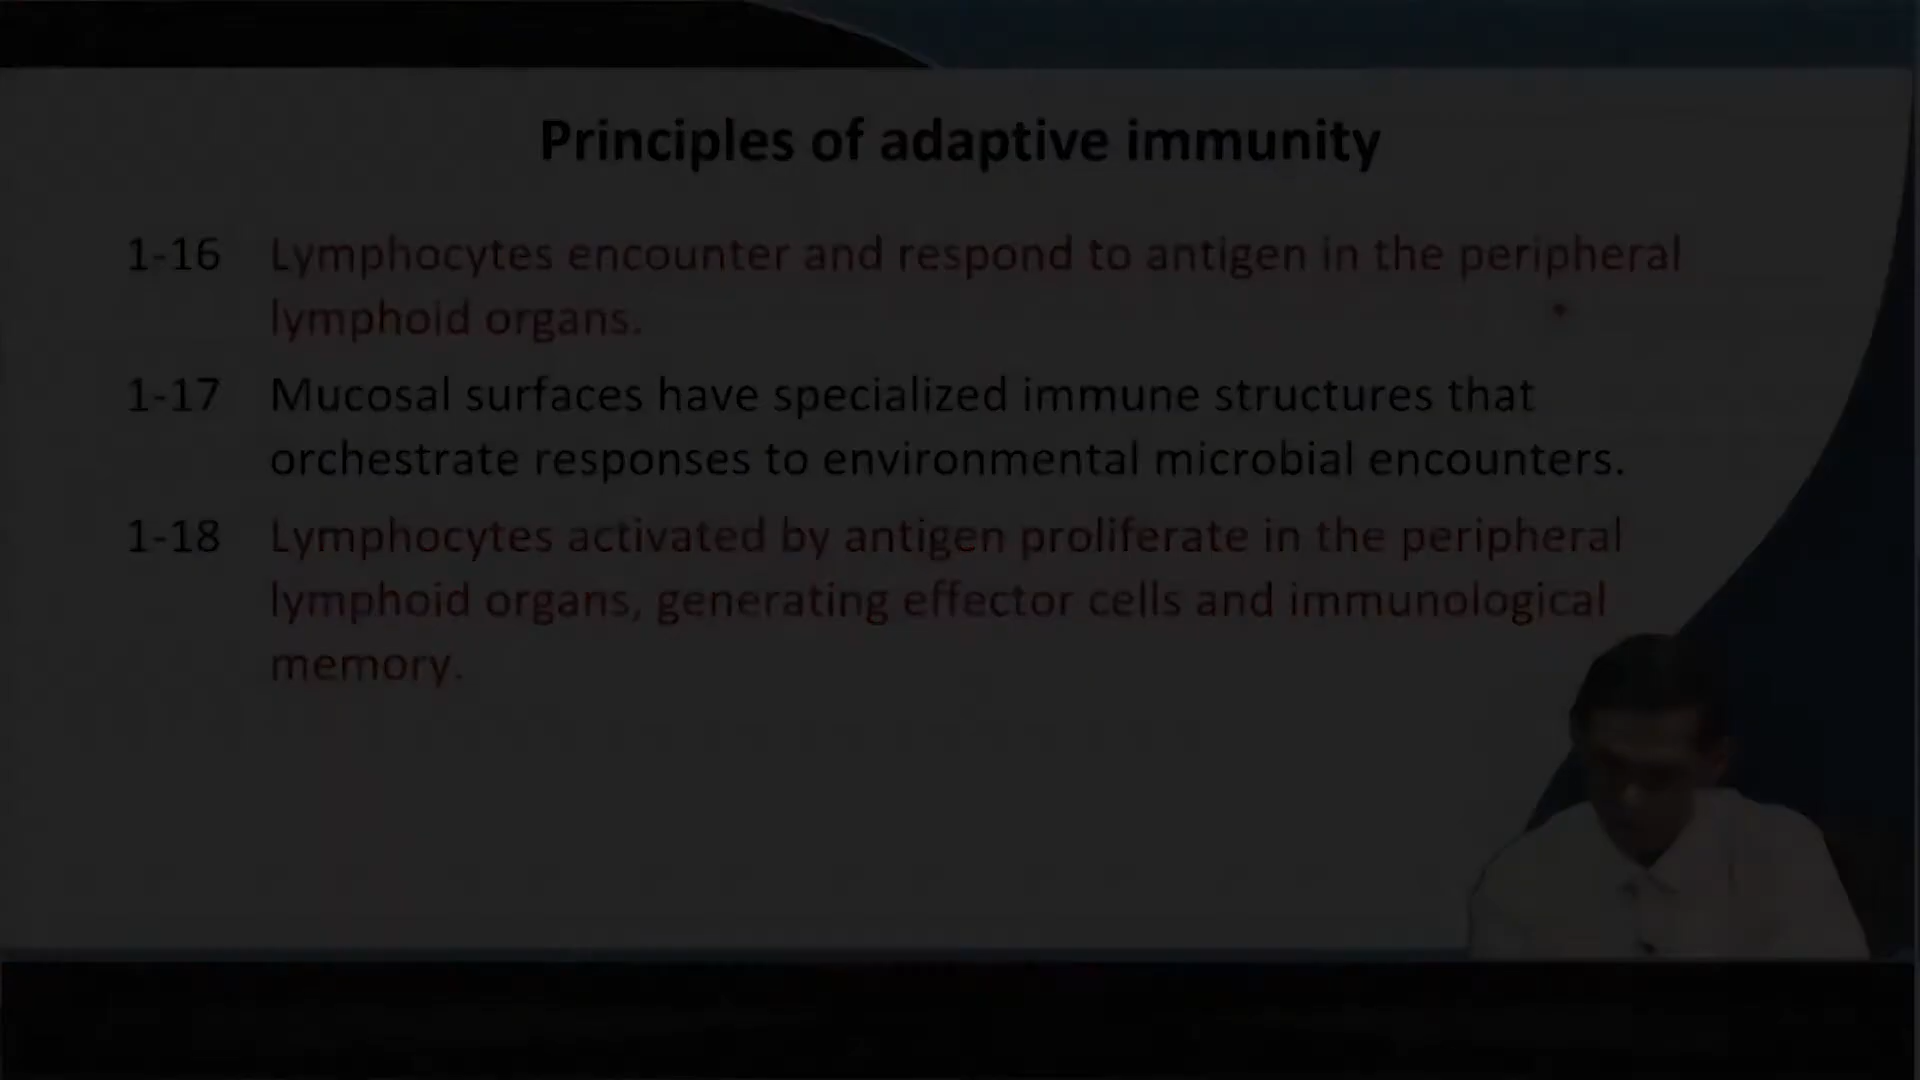 Principles of adaptive immunity
1-16 Lymphocytes encounter and respond to antigen in the peripheral
lymphoid organs.
1-17 Mucosal surfaces have specialized immune structures that
orchestrate responses to environmental microbial encounters.
1-18 Lymphocytes activated by antigen proliferate in the peripheral
lymphoid organs, generating effector cells and immunological
memory.